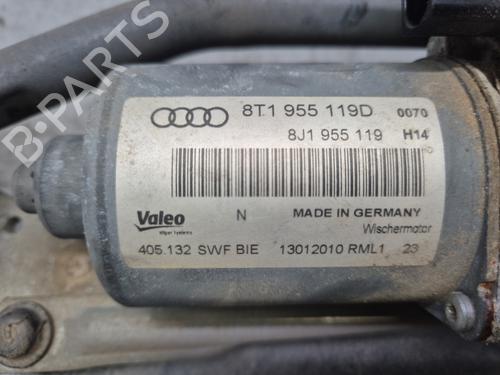 B-PARTS
8T1 955 119D 0070
8J1 955 119 H14
Valeo N MADE IN GERMANY
Wiper Systems Wischermotor
405.132 SWF BIE 13012010 RML1 23